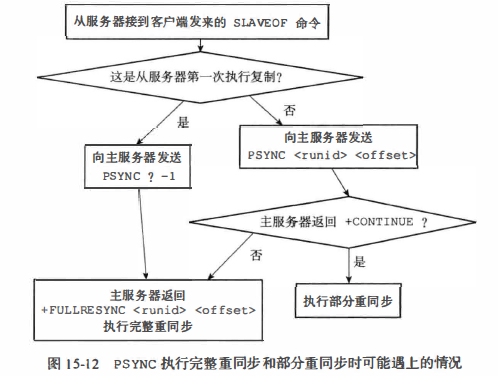 从服务器接到客户端发来的 SLAVEOF 命令
这是从服务器第一次执行复制?
是
否
向主服务器发送
PSYNC ? -1
向主服务器发送
PSYNC <runid> <offset>
主服务器返回 +CONTINUE ?
否
是
主服务器返回
+FULLRESYNC <runid> <offset>
执行完整重同步
执行部分重同步
图 15-12 PSYNC 执行完整重同步和部分重同步时可能遇上的情况